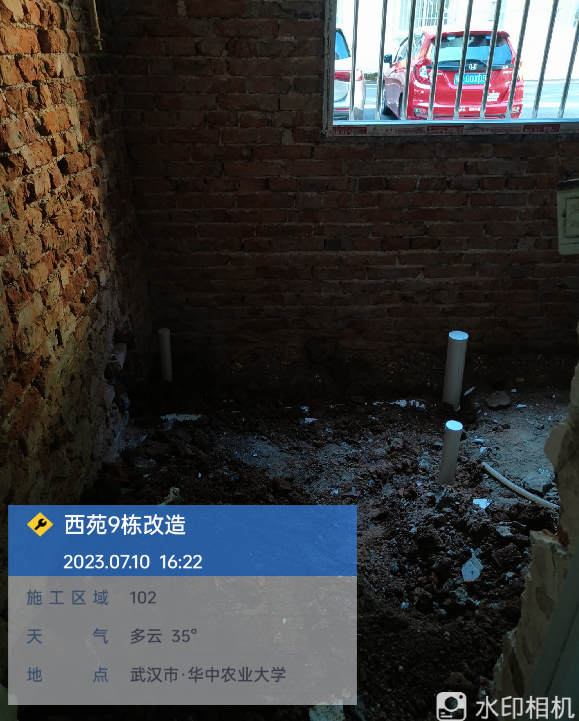 西苑9栋改造
2023.07.10 16:22
施工区域 102
天气 多云 35°
地点 武汉市·华中农业大学
水印相机